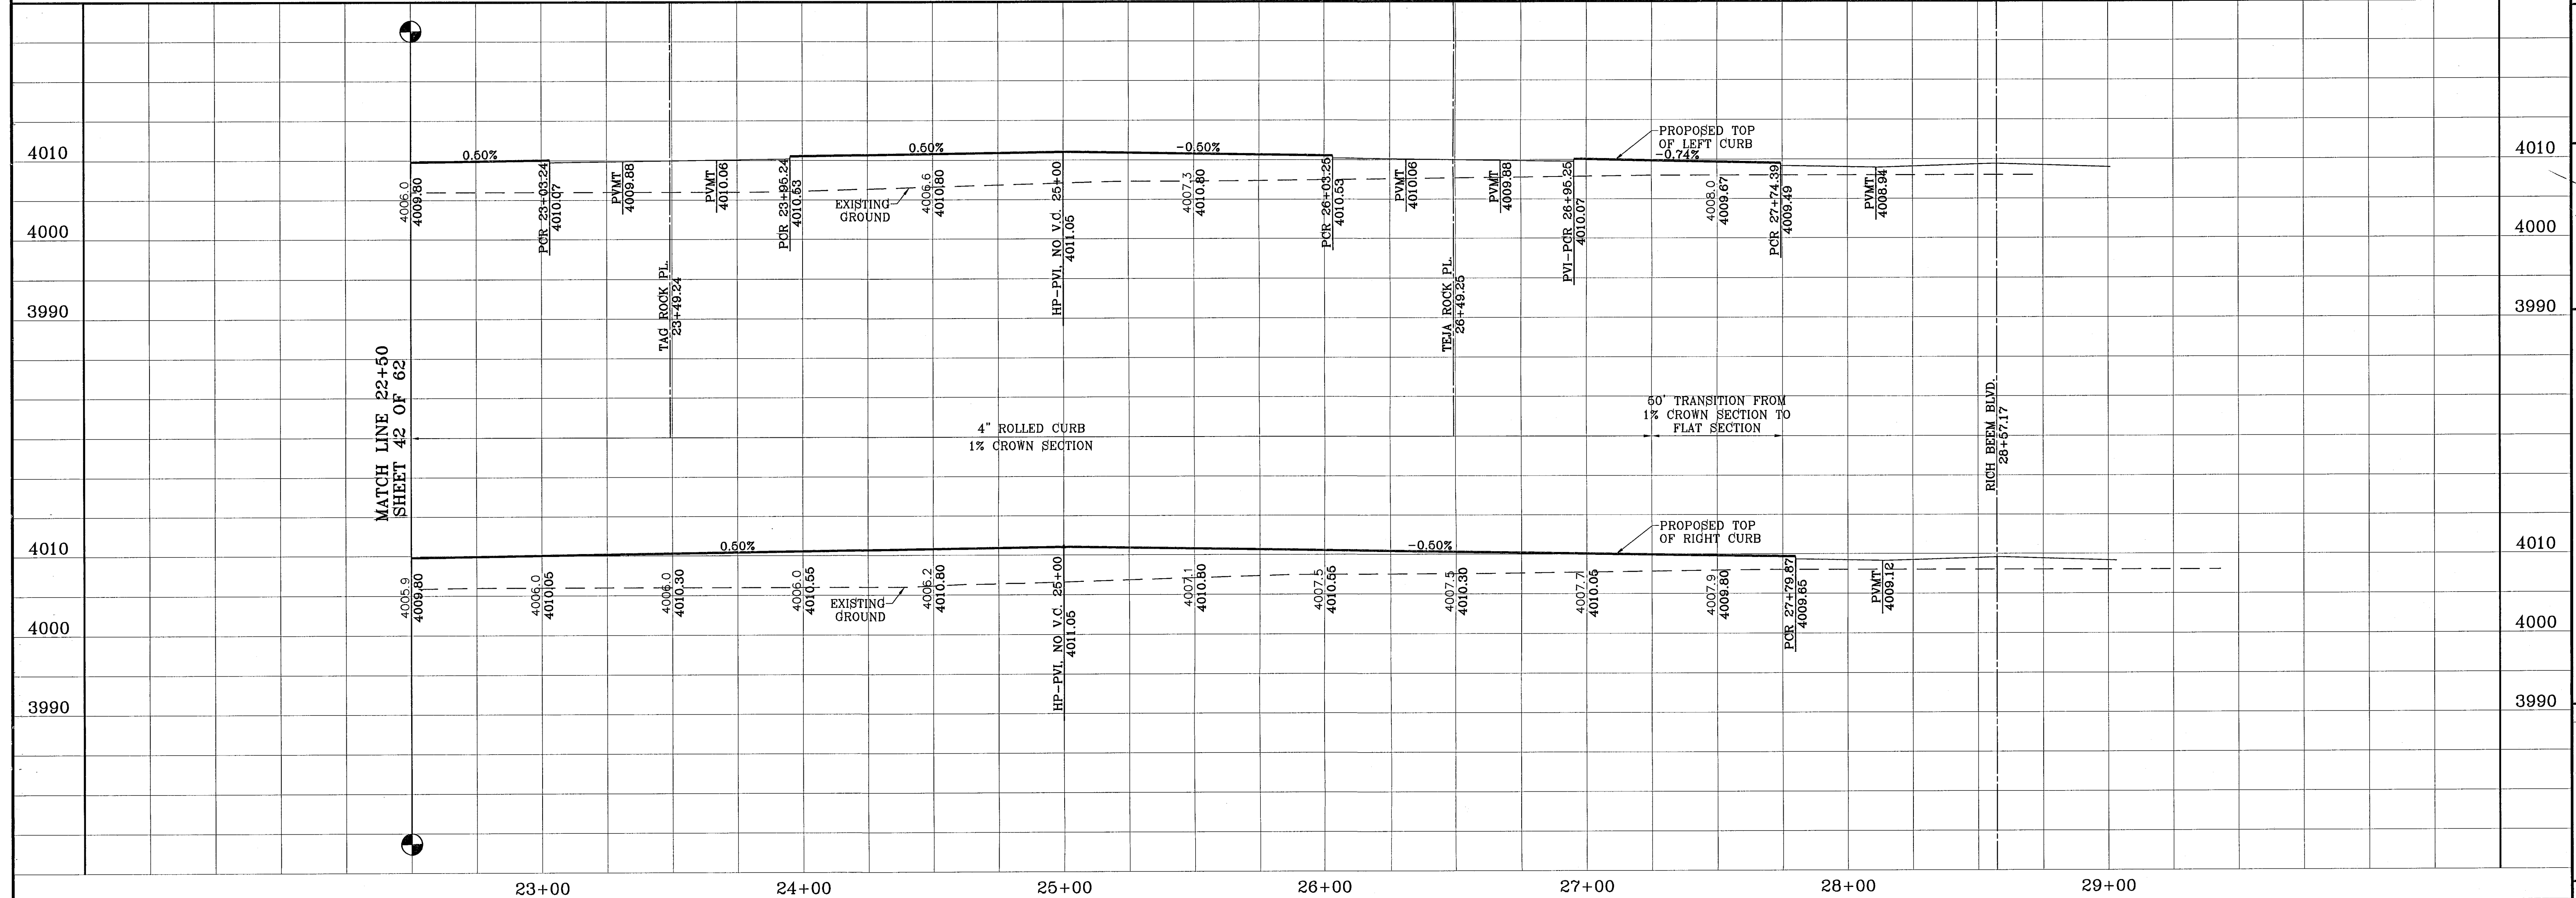 0.50%
0.50%
-0.50%
PROPOSED TOP
OF LEFT CURB
-0.74%
4010
4010
4006.0
4009.80
PCR 23+03.24
4010.07
PVMT
4009.88
PVMT
4010.06
PCR 23+95.24
4010.53
EXISTING
GROUND
4006.6
4010.80
HP-PVI, NO V.C. 25+00
4011.05
4007.3
4010.80
PCR 26+03.25
4010.53
PVMT
4010.06
PVMT
4009.88
PVI-PCR 26+95.25
4010.07
4008.0
4009.67
PCR 27+74.39
4009.49
PVMT
4008.94
4000
4000
TAG ROCK PL.
23+49.24
TEJA ROCK PL.
26+49.25
3990
3990
MATCH LINE 22+50
SHEET 42 OF 62
4" ROLLED CURB
1% CROWN SECTION
50' TRANSITION FROM
1% CROWN SECTION TO
FLAT SECTION
RICH BEEM BLVD.
28+57.17
0.50%
-0.50%
PROPOSED TOP
OF RIGHT CURB
4010
4010
4005.9
4009.80
4006.0
4010.05
4006.0
4010.30
4006.0
4010.55
EXISTING
GROUND
4006.2
4010.80
HP-PVI, NO V.C. 25+00
4011.05
4007.1
4010.80
4007.5
4010.55
4007.5
4010.30
4007.7
4010.05
4007.9
4009.80
PCR 27+79.87
4009.65
PVMT
4009.12
4000
4000
3990
3990
23+00
24+00
25+00
26+00
27+00
28+00
29+00